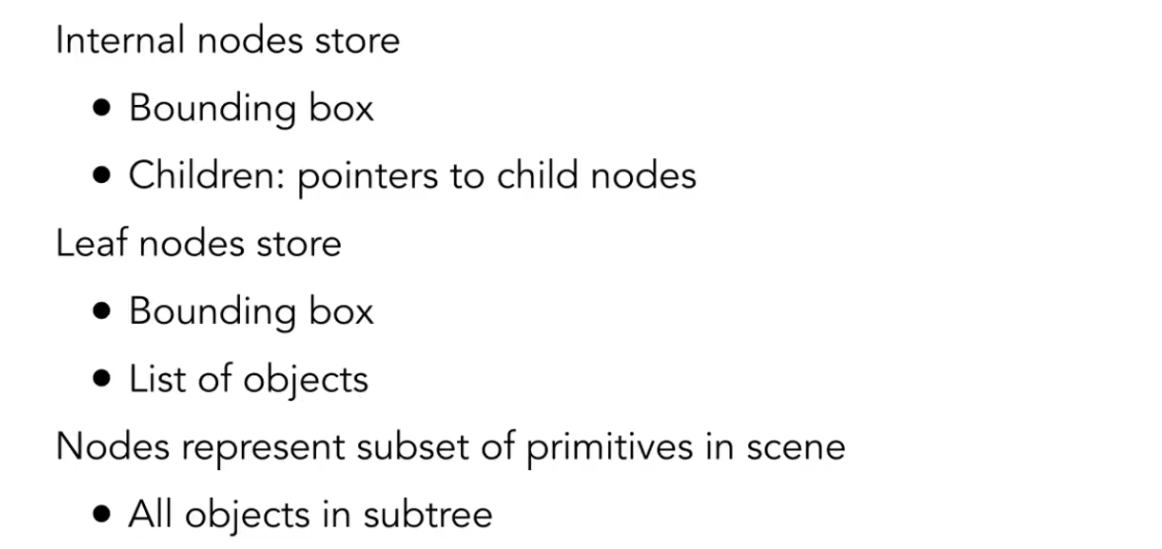 Internal nodes store
• Bounding box
• Children: pointers to child nodes
Leaf nodes store
• Bounding box
• List of objects
Nodes represent subset of primitives in scene
• All objects in subtree